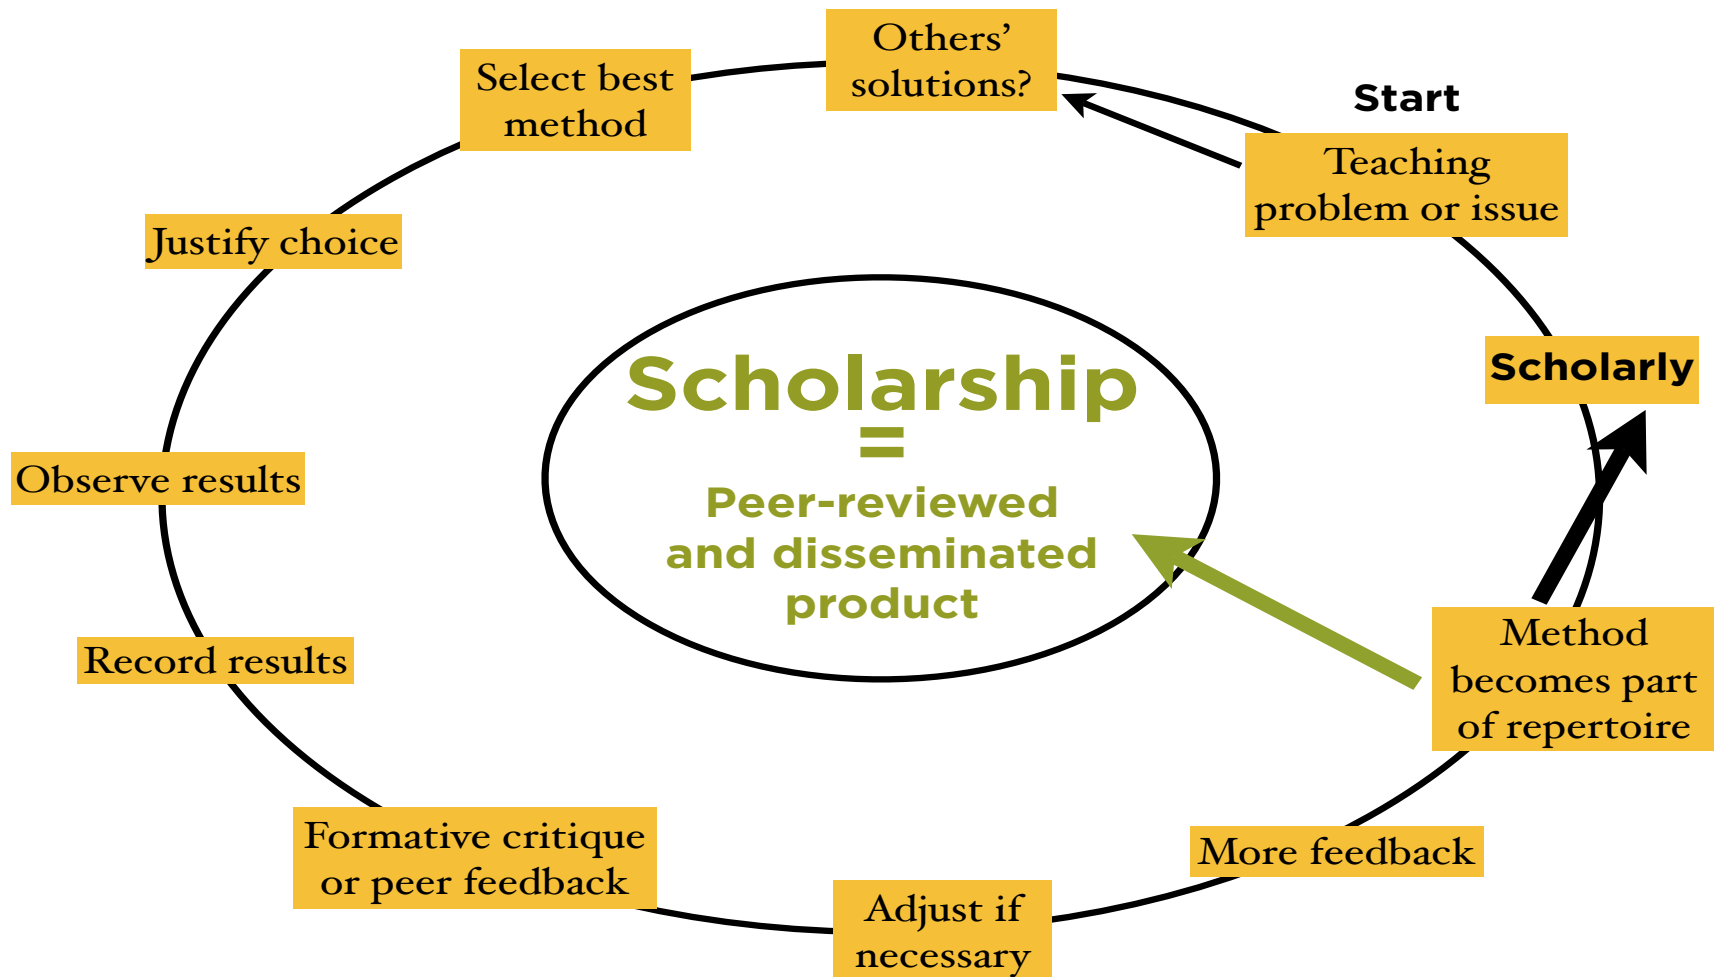 Start
Teaching
problem or issue
Others’
solutions?
Select best
method
Justify choice
Observe results
Record results
Formative critique
or peer feedback
Adjust if
necessary
More feedback
Method
becomes part
of repertoire
Scholarly
Scholarship
=
Peer-reviewed
and disseminated
product